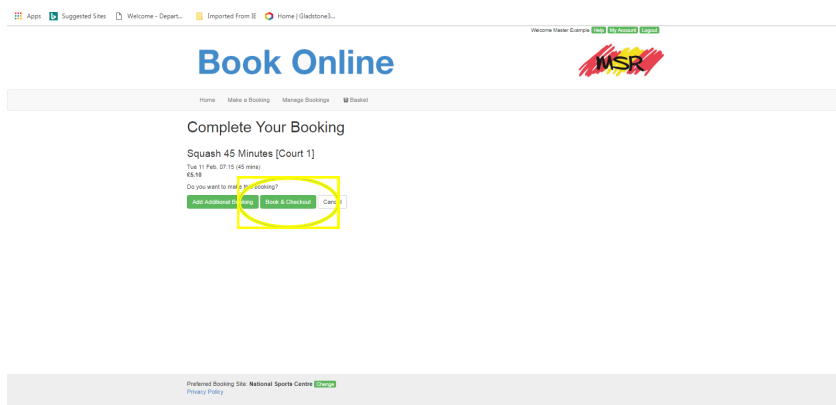 Apps Suggested Sites Welcome - Depart... Imported From IE Home | Gladstone3...
Welcome Master Example Help My Account Logout
Book Online
MSR
Home Make a Booking Manage Bookings Basket
Complete Your Booking
Squash 45 Minutes [Court 1]
Tue 11 Feb, 07:15 (45 mins)
£5.10
Do you want to make this booking?
Add Additional Booking Book & Checkout Cancel
Preferred Booking Site: National Sports Centre Change
Privacy Policy